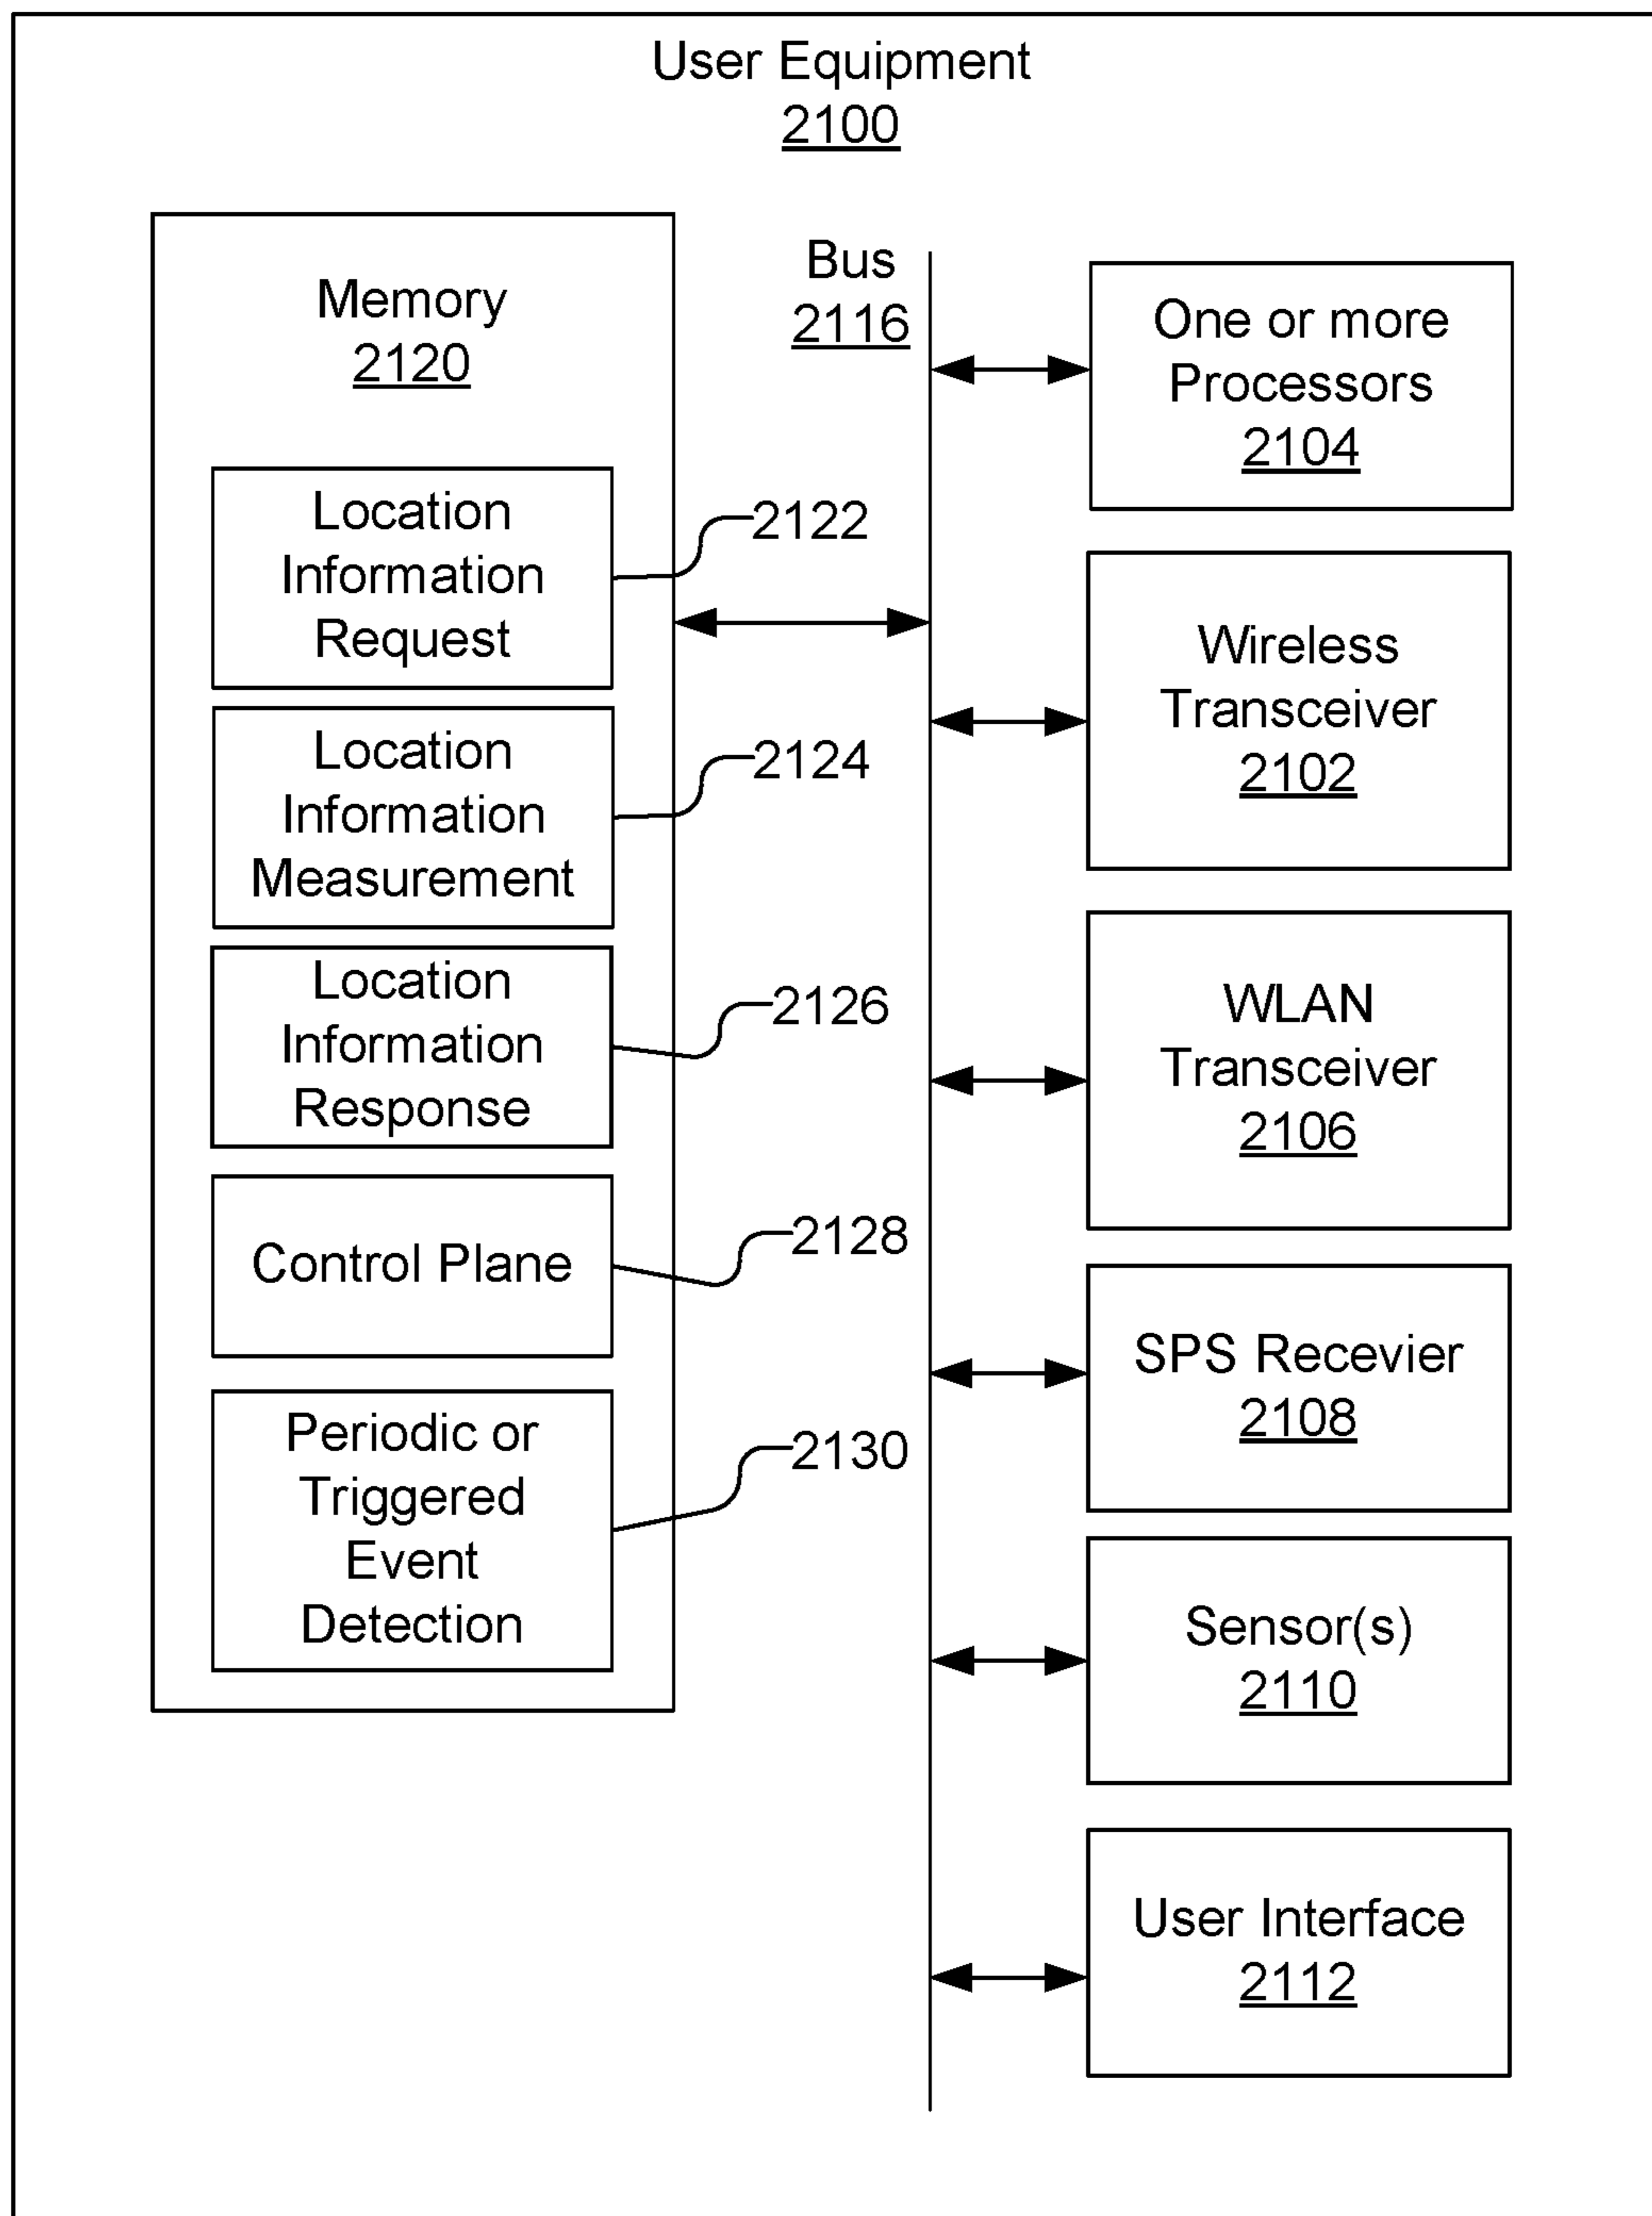 User Equipment
2100
Memory
2120
Location
Information
Request
2122
Location
Information
Measurement
2124
Location
Information
Response
2126
Control Plane
2128
Periodic or
Triggered
Event
Detection
2130
Bus
2116
One or more
Processors
2104
Wireless
Transceiver
2102
WLAN
Transceiver
2106
SPS Recevier
2108
Sensor(s)
2110
User Interface
2112